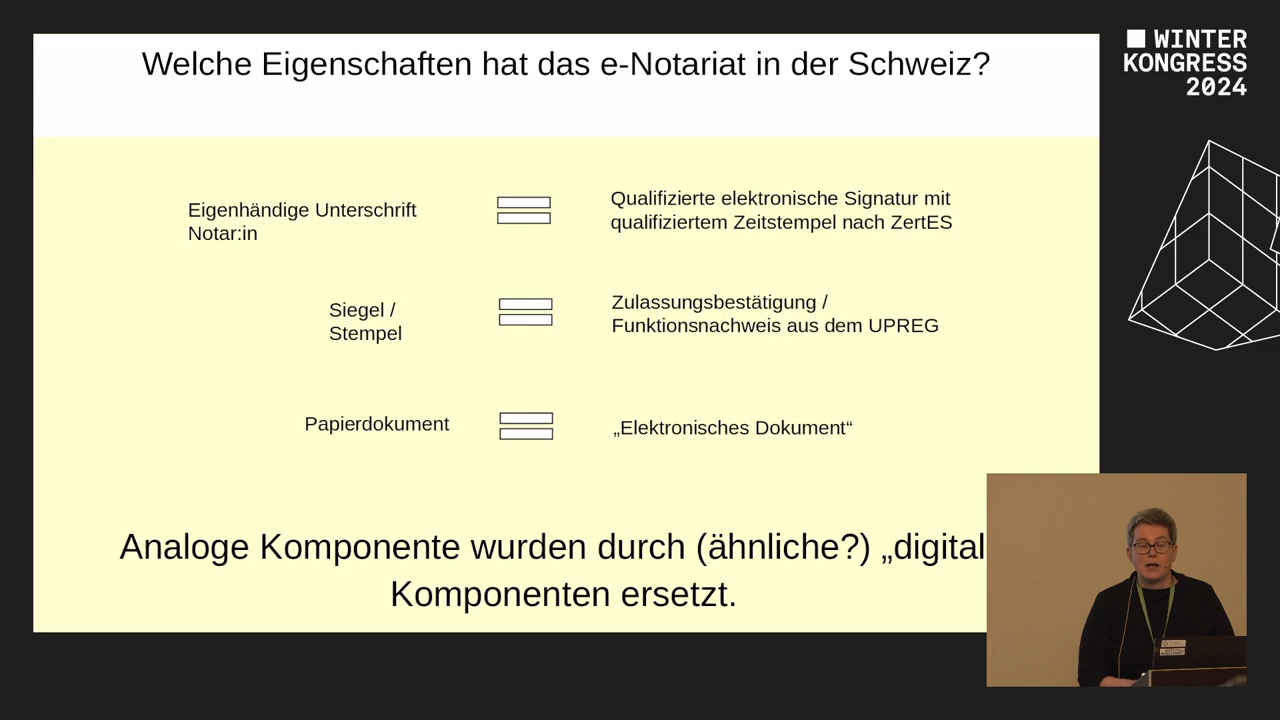 Welche Eigenschaften hat das e-Notariat in der Schweiz?
WINTER
KONGRESS
2024
Eigenhändige Unterschrift
Notar:in
Qualifizierte elektronische Signatur mit
qualifiziertem Zeitstempel nach ZertES
Siegel /
Stempel
Zulassungsbestätigung /
Funktionsnachweis aus dem UPREG
Papierdokument
„Elektronisches Dokument“
Analoge Komponente wurden durch (ähnliche?) „digital
Komponenten ersetzt.